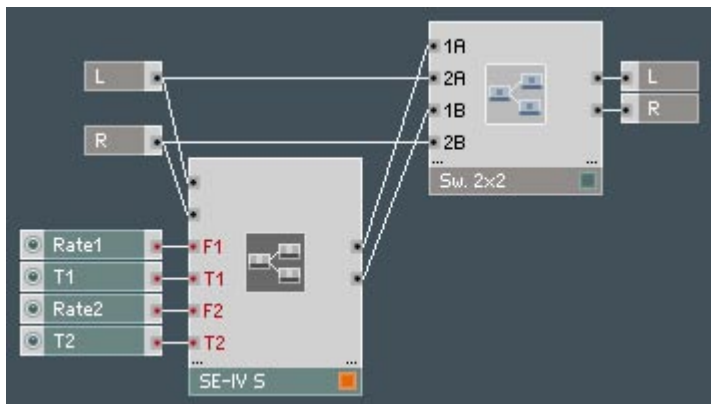 L
R
Rate1
T1
Rate2
T2
F1
T1
F2
T2
...
...
SE-IV S
1A
2A
1B
2B
...
...
Sw. 2x2
L
R